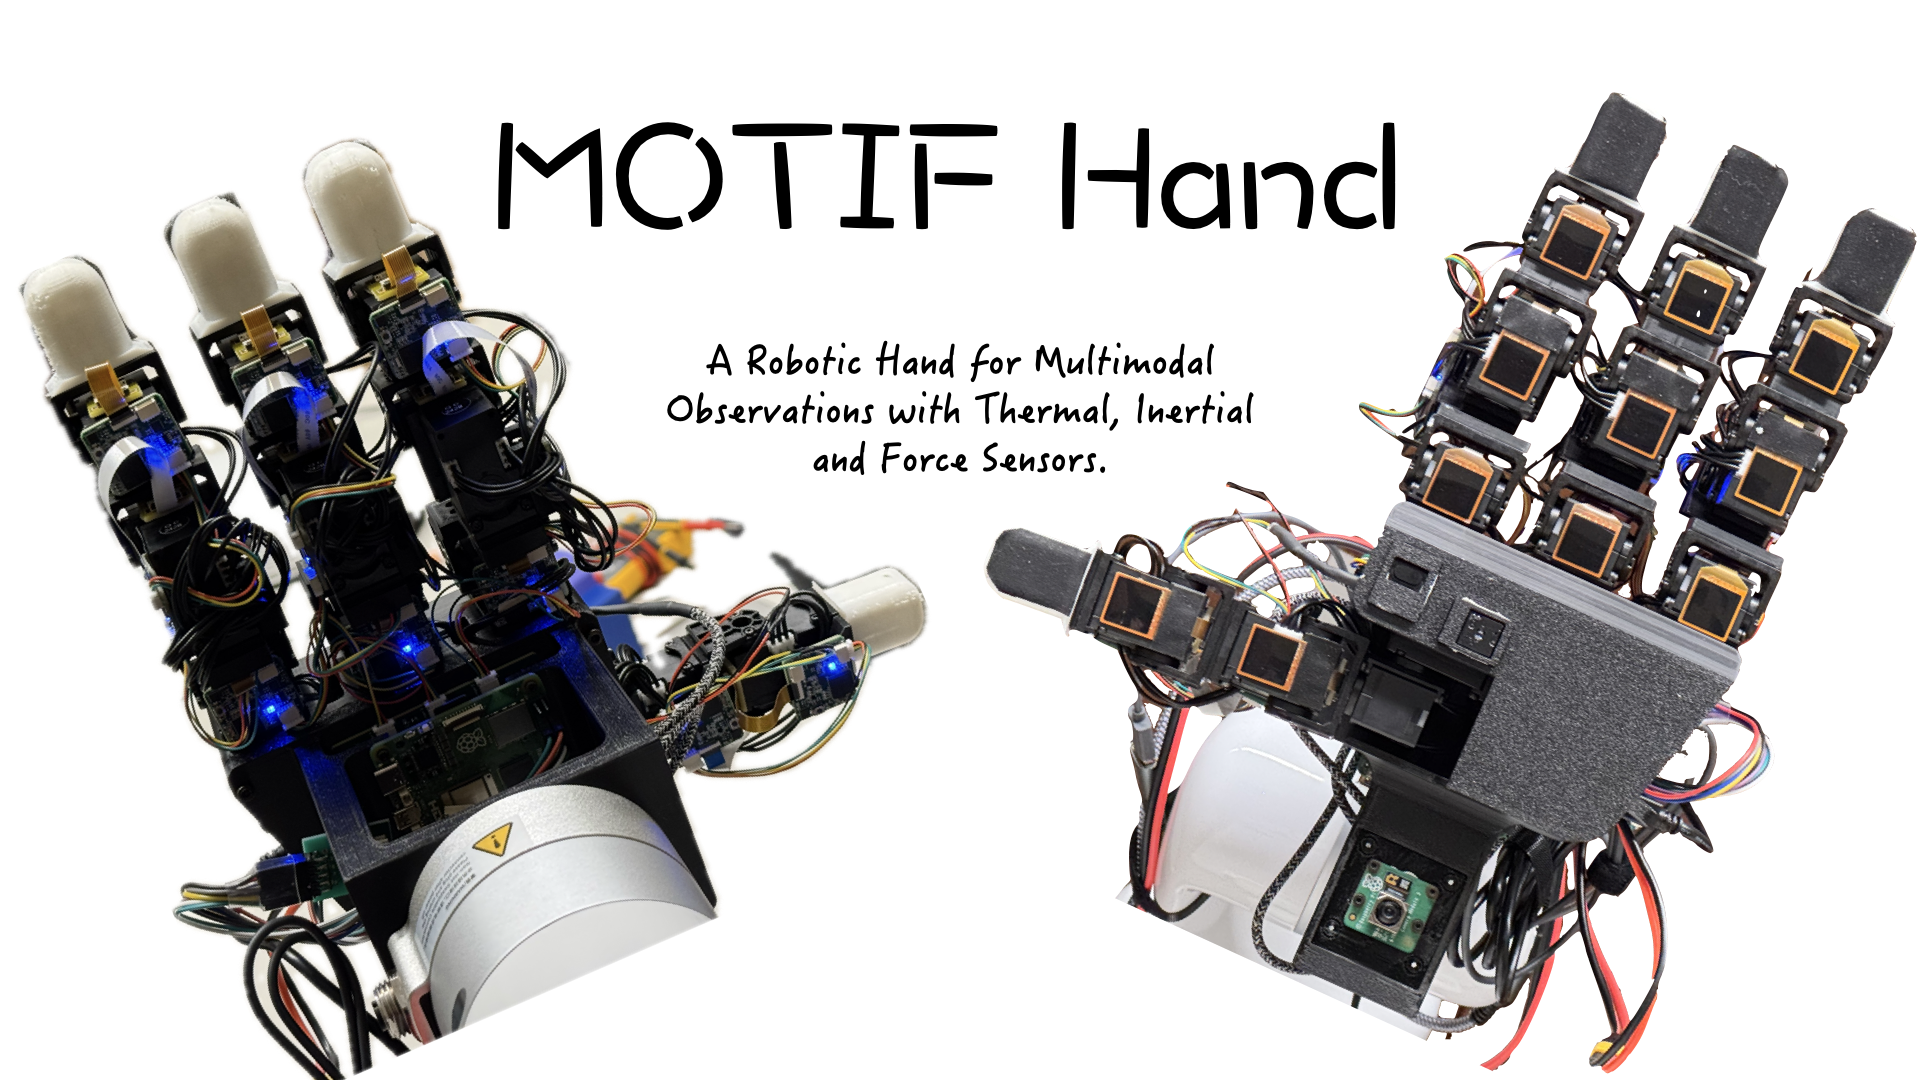 MOTIF Hand
A Robotic Hand for Multimodal
Observations with Thermal, Inertial
and Force Sensors.